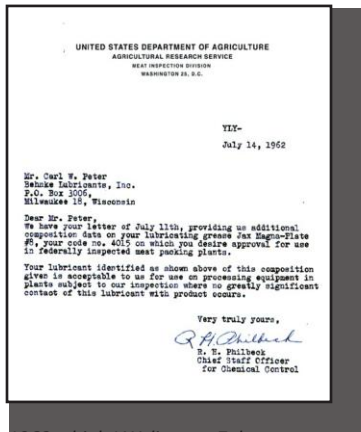 UNITED STATES DEPARTMENT OF AGRICULTURE
AGRICULTURAL RESEARCH SERVICE
MEAT INSPECTION DIVISION
WASHINGTON 25, D.C.
YLY-
July 14, 1962
Mr. Carl W. Peter
Behnke Lubricants, Inc.
P.O. Box 3006,
Milwaukee 18, Wisconsin
Dear Mr. Peter,
We have your letter of July 11th, providing us additional
composition data on your lubricating grease Jax Magna-Plate
#8, your code no. 4015 on which you desire approval for use
in federally inspected meat packing plants.
Your lubricant identified as shown above of this composition
given is acceptable to us for use on processing equipment in
plants subject to our inspection where no greatly significant
contact of this lubricant with product occurs.
Very truly yours,
R H. Philbeck
R. H. Philbeck
Chief Staff Officer
for Chemical Control